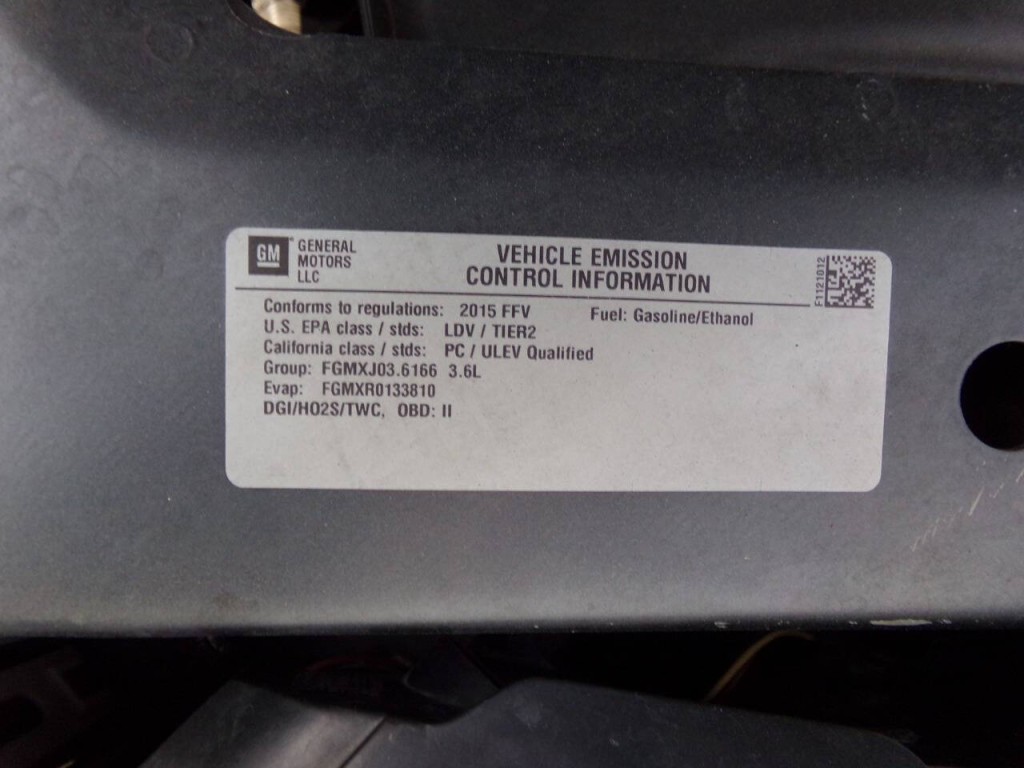 GM
GENERAL
MOTORS
LLC
VEHICLE EMISSION
CONTROL INFORMATION
F1121012
Conforms to regulations: 2015 FFV Fuel: Gasoline/Ethanol
U.S. EPA class / stds: LDV / TIER2
California class / stds: PC / ULEV Qualified
Group: FGMXJ03.6166 3.6L
Evap: FGMXR0133810
DGI/HO2S/TWC, OBD: II